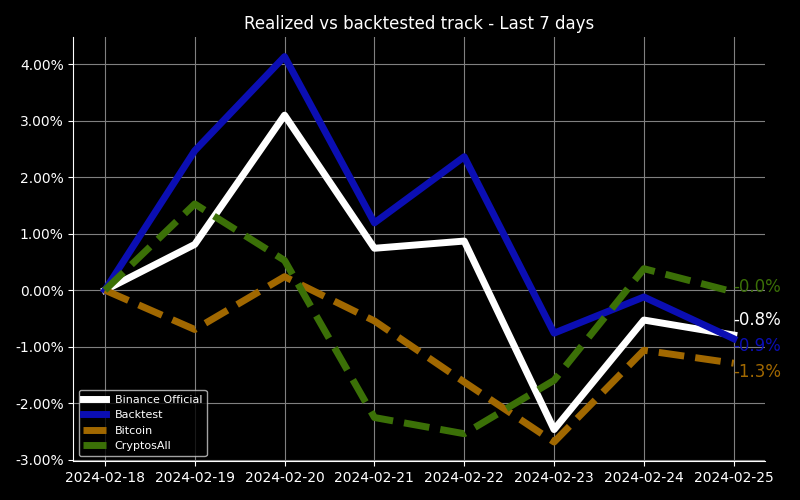 Realized vs backtested track - Last 7 days
4.00%
3.00%
2.00%
1.00%
0.00%
-1.00%
-2.00%
-3.00%
-0.0%
-0.8%
-0.9%
-1.3%
Binance Official
Backtest
Bitcoin
CryptosAll
2024-02-18 2024-02-19 2024-02-20 2024-02-21 2024-02-22 2024-02-23 2024-02-24 2024-02-25